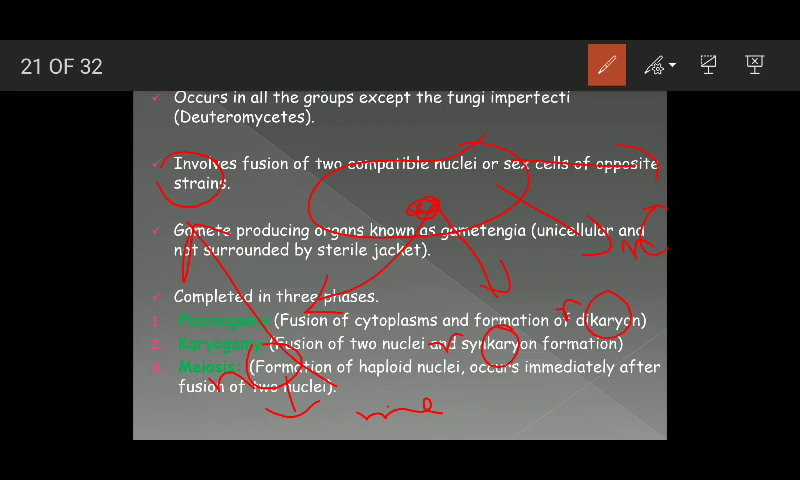 21 OF 32
✓ Occurs in all the groups except the fungi imperfecti
(Deuteromycetes).
✓ Involves fusion of two compatible nuclei or sex cells of opposite
strains.
✓ Gamete producing organs known as gametengia (unicellular and
not surrounded by sterile jacket).
✓ Completed in three phases.
1. Plasmogamy (Fusion of cytoplasms and formation of dikaryon)
2. Karyogamy (Fusion of two nuclei and synkaryon formation)
3. Meiosis: (Formation of haploid nuclei, occurs immediately after
fusion of two nuclei).